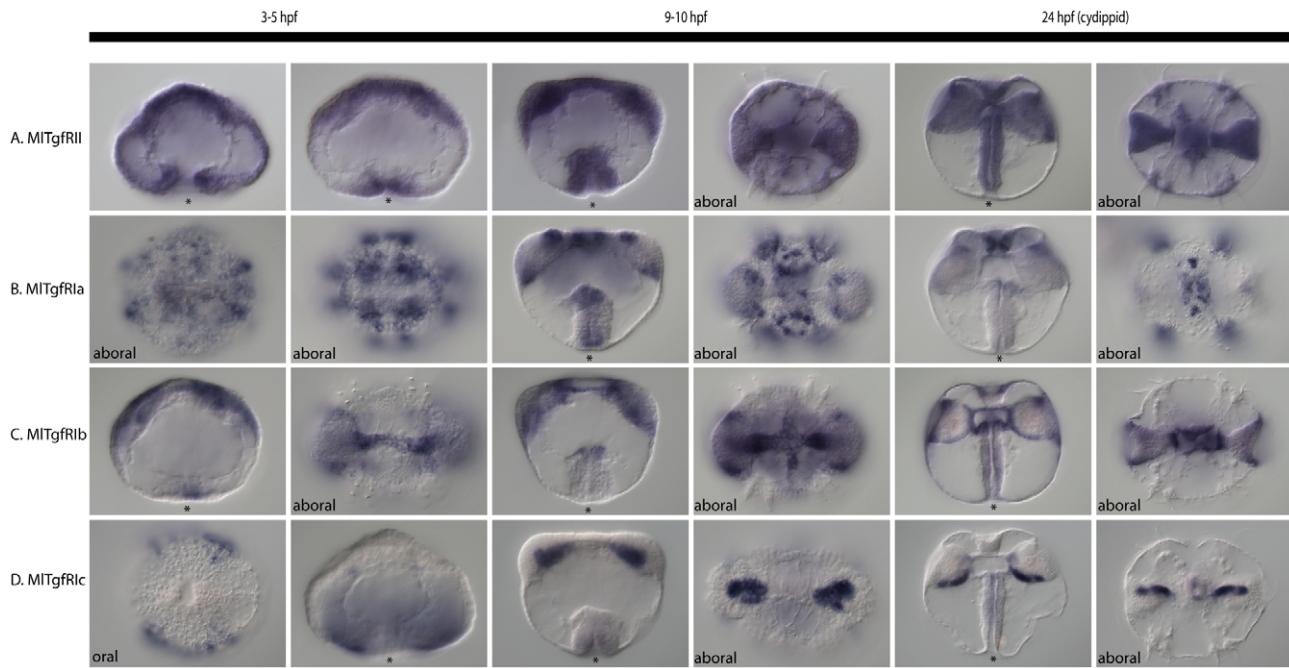 3-5 hpf 9-10 hpf 24 hpf (cydippid)
A. MlTgfRII
*
*
*
aboral
*
aboral
B. MlTgfRIa
aboral
aboral
*
aboral
*
aboral
C. MlTgfRIb
*
aboral
*
aboral
*
aboral
D. MlTgfRIc
oral
*
*
aboral
*
aboral